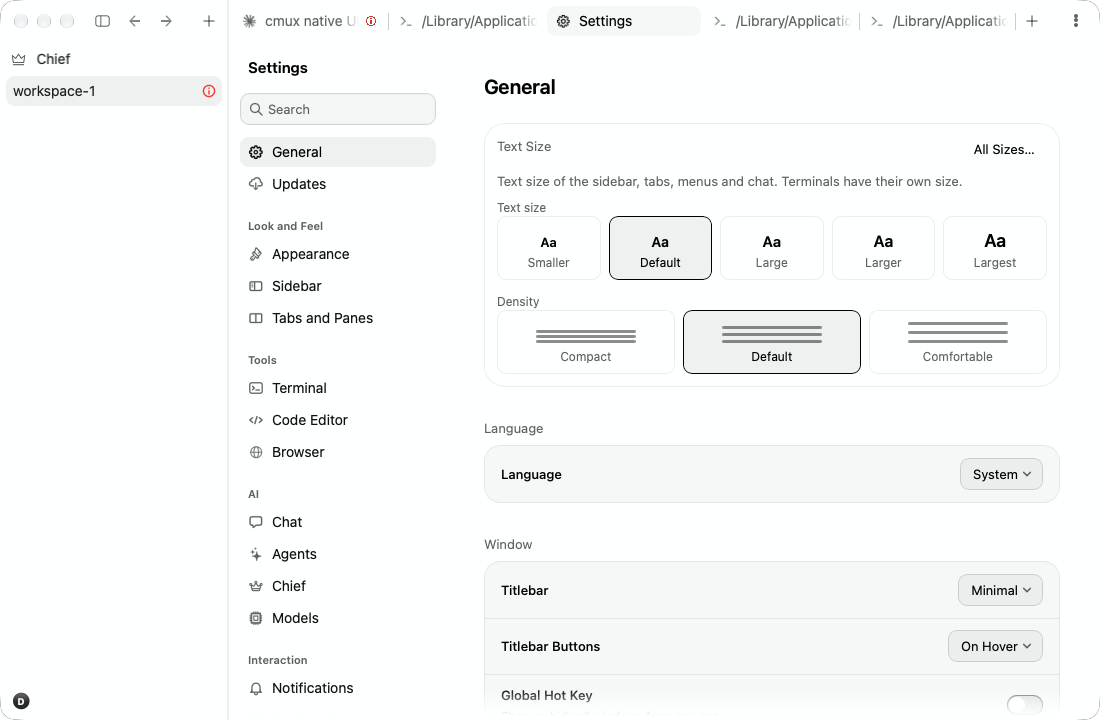 cmux native U
/Library/Applicatio
Settings
/Library/Applicatio
/Library/Applicatio
Chief
workspace-1
D
Settings
Search
General
Updates
Look and Feel
Appearance
Sidebar
Tabs and Panes
Tools
Terminal
Code Editor
Browser
AI
Chat
Agents
Chief
Models
Interaction
Notifications
General
Text Size
All Sizes...
Text size of the sidebar, tabs, menus and chat. Terminals have their own size.
Text size
Aa Aa Aa Aa Aa
Smaller Default Large Larger Largest
Density
Compact Default Comfortable
Language
Language System
Window
Titlebar Minimal
Titlebar Buttons On Hover
Global Hot Key